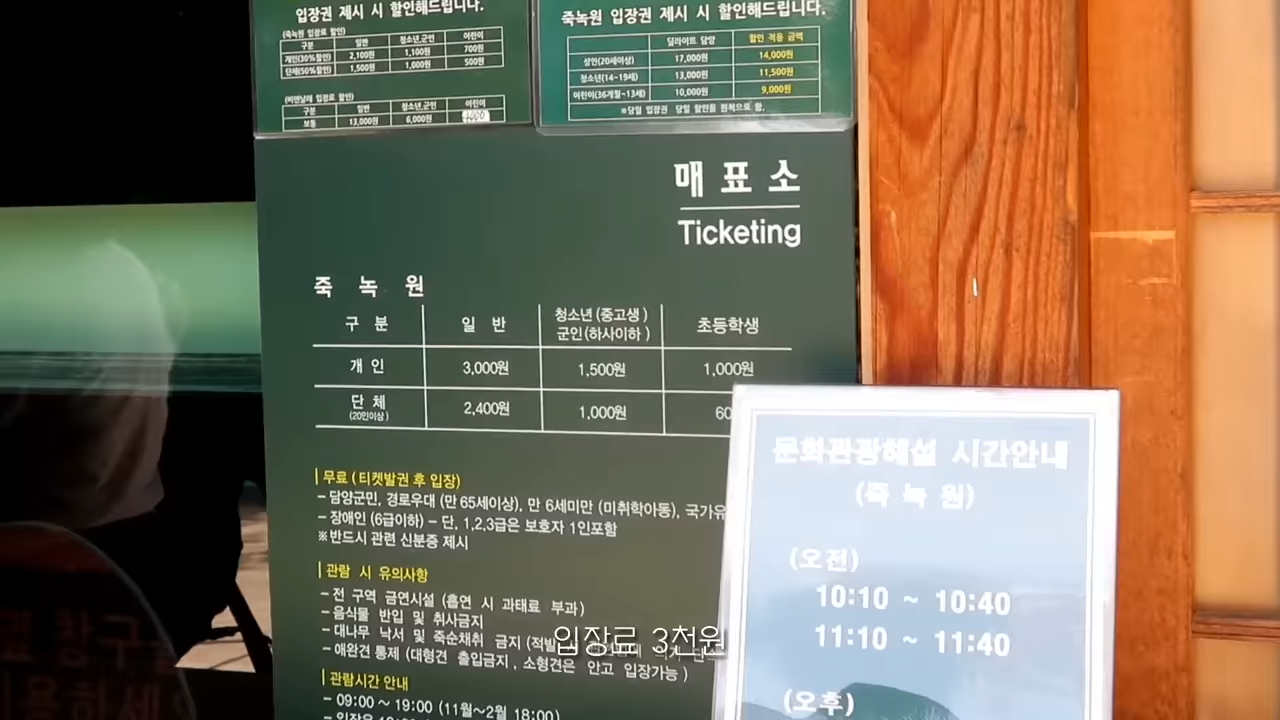 입장권 제시 시 할인해드립니다.
(죽녹원 입장료 할인)
구분 일반 청소년,군인 어린이
개인(30%할인) 2,100원 1,100원 700원
단체(50%할인) 1,500원 1,000원 500원
(비엔날레 입장료 할인)
구분 일반 청소년,군인 어린이
보통 13,000원 6,000원
죽녹원 입장권 제시 시 할인해드립니다.
딜라이트 담양 할인 적용 금액
성인(20세이상) 17,000원 14,000원
청소년(14~19세) 13,000원 11,500원
어린이(36개월~13세) 10,000원 9,000원
※당일 입장권 당일 할인을 원칙으로 함.
매표소
Ticketing
죽녹원
구분 일반 청소년(중고생) 군인(하사이하) 초등학생
개인 3,000원 1,500원 1,000원
단체 (20인이상) 2,400원 1,000원 60
무료 (티켓발권 후 입장)
- 담양군민, 경로우대 (만 65세이상), 만 6세미만 (미취학아동), 국가유
- 장애인 (6급이하) - 단, 1,2,3급은 보호자 1인포함
※반드시 관련 신분증 제시
관람 시 유의사항
- 전 구역 금연시설 (흡연 시 과태료 부과)
- 음식물 반입 및 취사금지
- 대나무 낙서 및 죽순채취 금지 (적발
- 애완견 통제 (대형견 출입금지, 소형견은 안고 입장가능)
관람시간 안내
- 09:00 ~ 19:00 (11월~2월 18:00)
문화관광해설 시간안내
(죽녹원)
(오전)
10:10 ~ 10:40
11:10 ~ 11:40
(오후)
입장료 3천원